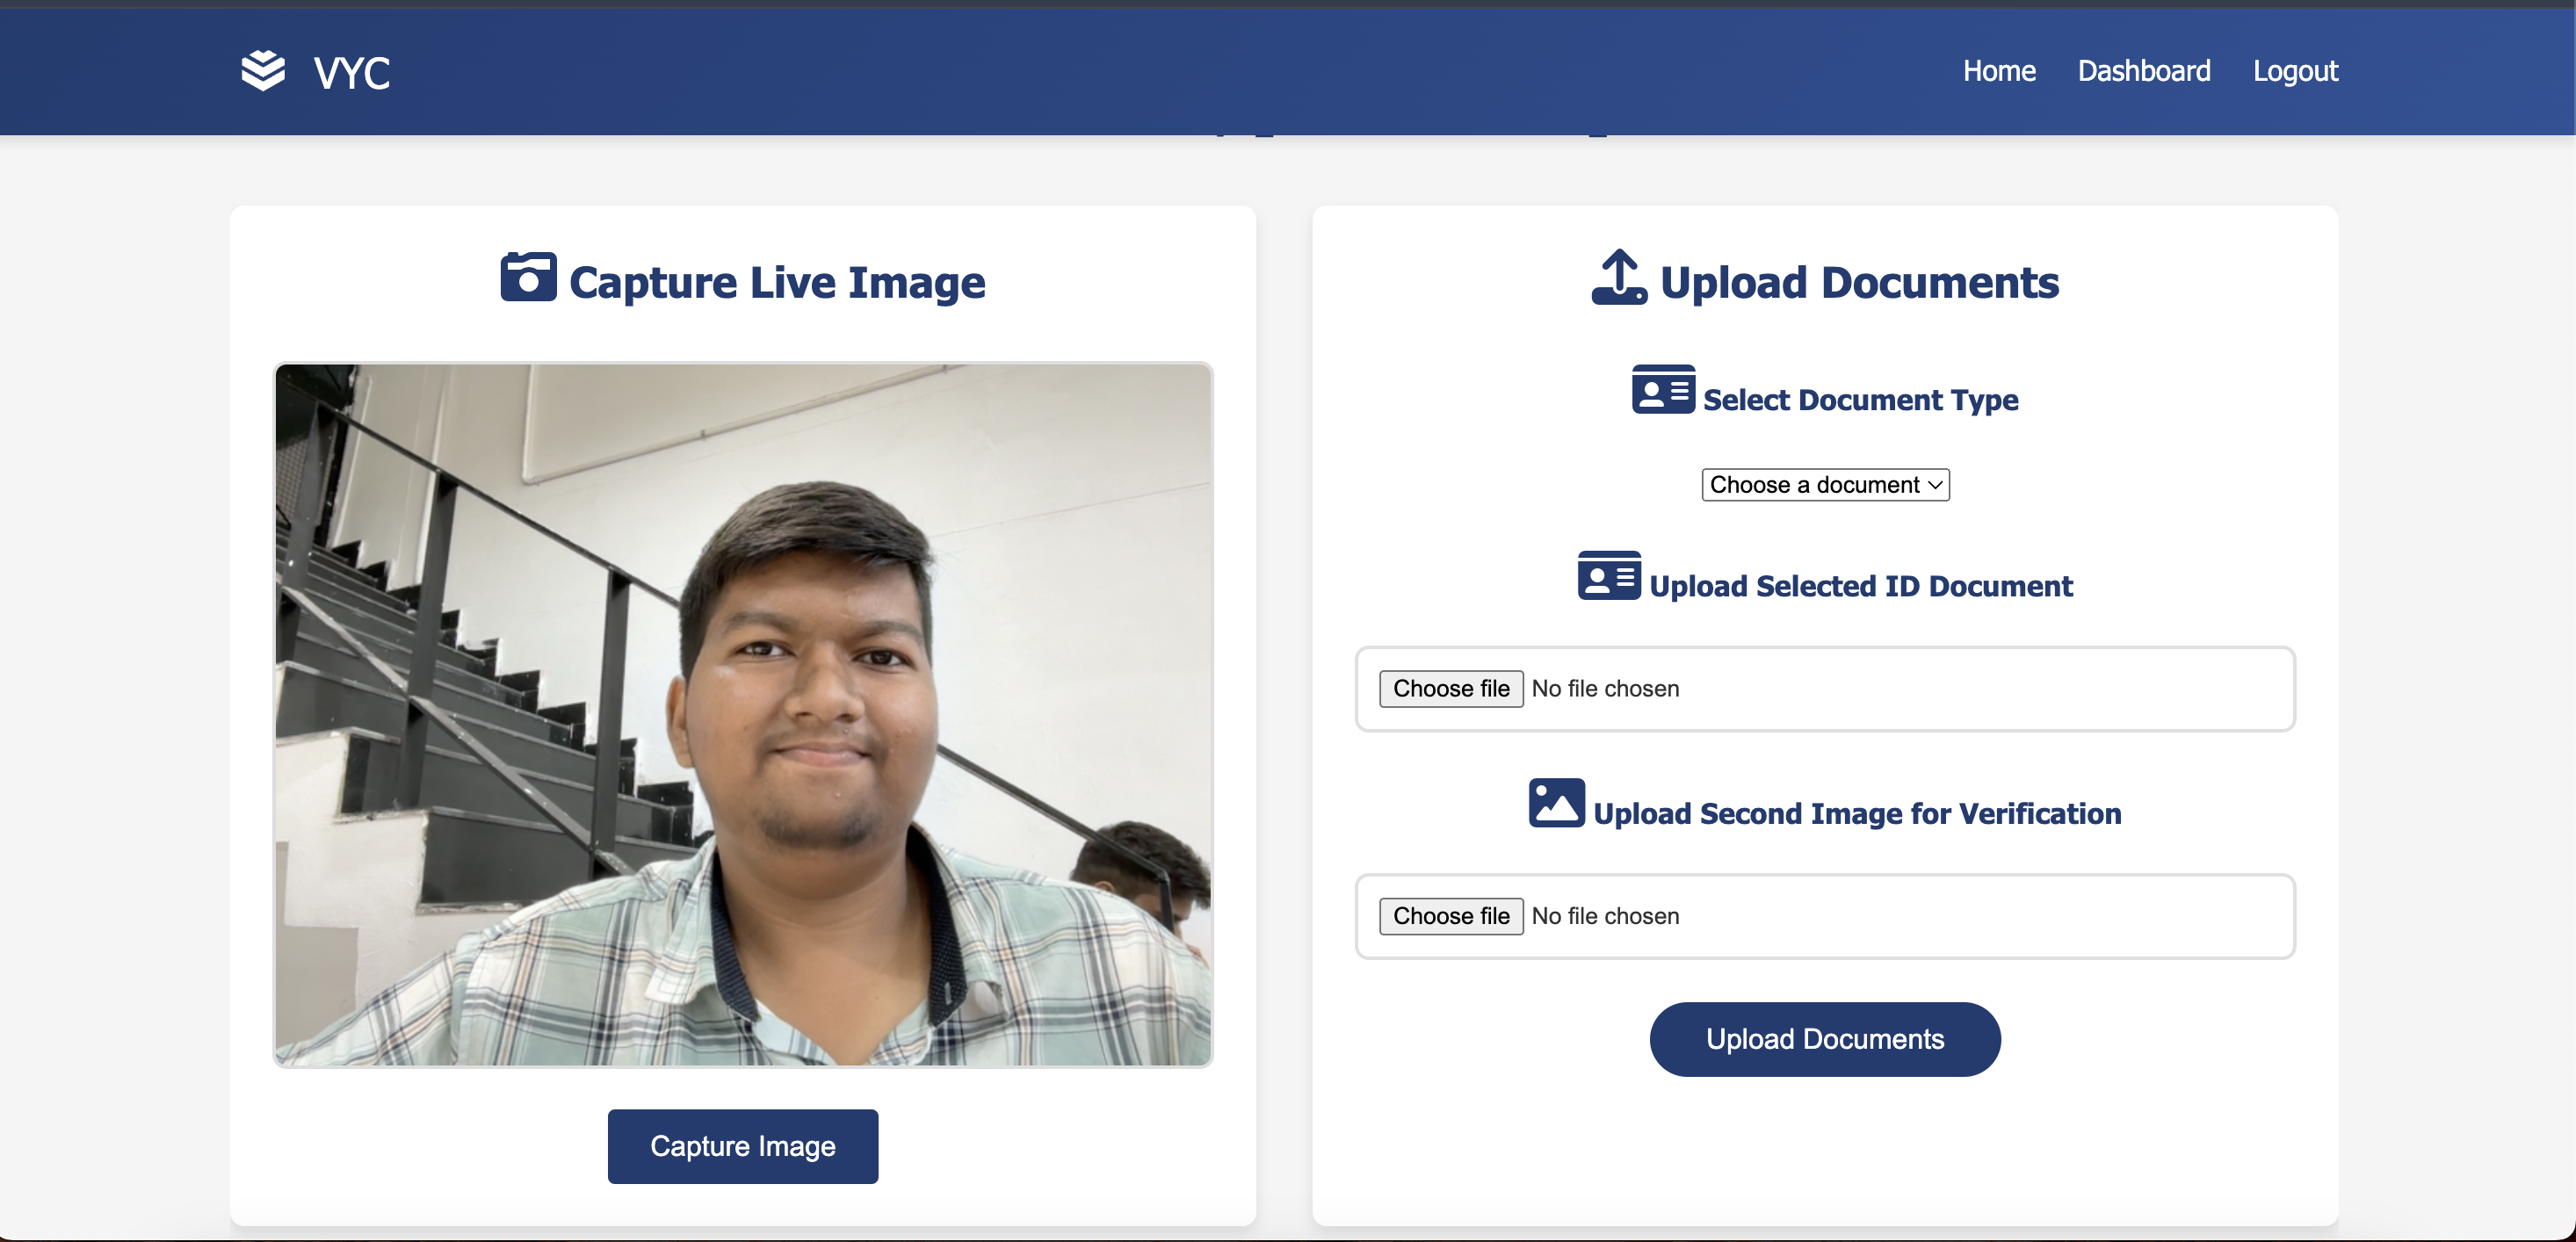 VYC
Home
Dashboard
Logout
Capture Live Image
Capture Image
Upload Documents
Select Document Type
Choose a document
Upload Selected ID Document
Choose file No file chosen
Upload Second Image for Verification
Choose file No file chosen
Upload Documents